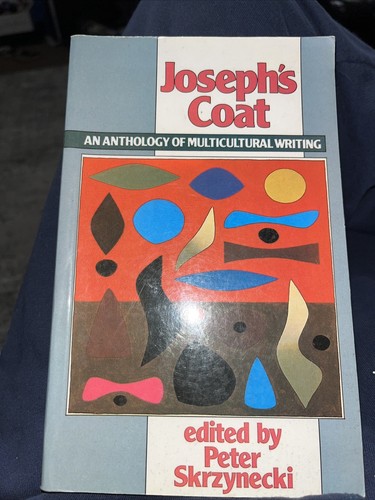 Joseph's
Coat
AN ANTHOLOGY OF MULTICULTURAL WRITING
edited by
Peter
Skrzynecki